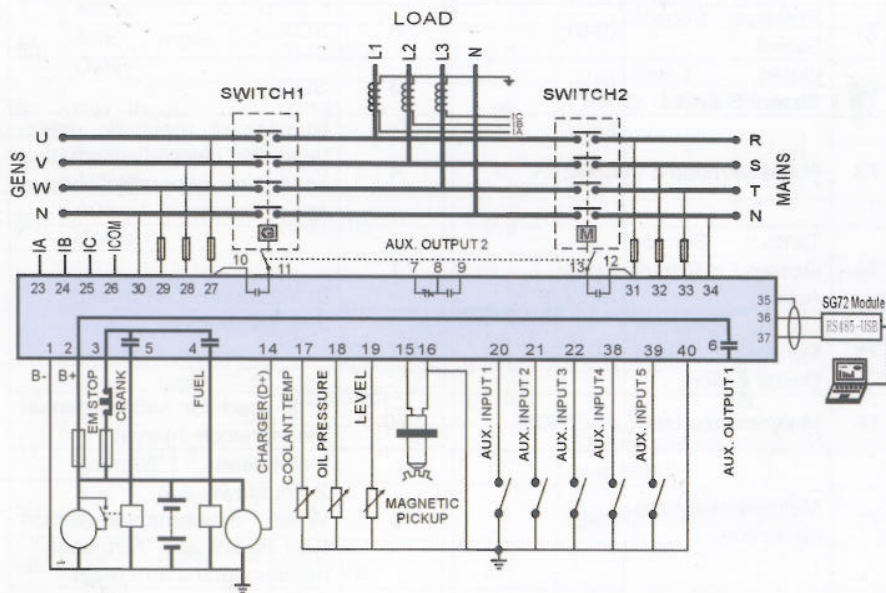 LOAD
L1 L2 L3 N
SWITCH1 SWITCH2
GENS
U
V
W
N
R
S
T
N
MAINS
G
M
AUX. OUTPUT 2
IA IB IC ICOM
10 11 7 8 9 13 12
23 24 25 26 30 29 28 27 31 32 33 34
35
36
37
SG72 Module
RS485-USB
1 2 3 5 4 14 17 18 19 15 16 20 21 22 38 39 40 6
B- B+
EM STOP
CRANK
FUEL
CHARGER (D+)
COOLANT TEMP
OIL PRESSURE
LEVEL
MAGNETIC
PICKUP
AUX. INPUT 1
AUX. INPUT 2
AUX. INPUT 3
AUX. INPUT 4
AUX. INPUT 5
AUX. OUTPUT 1